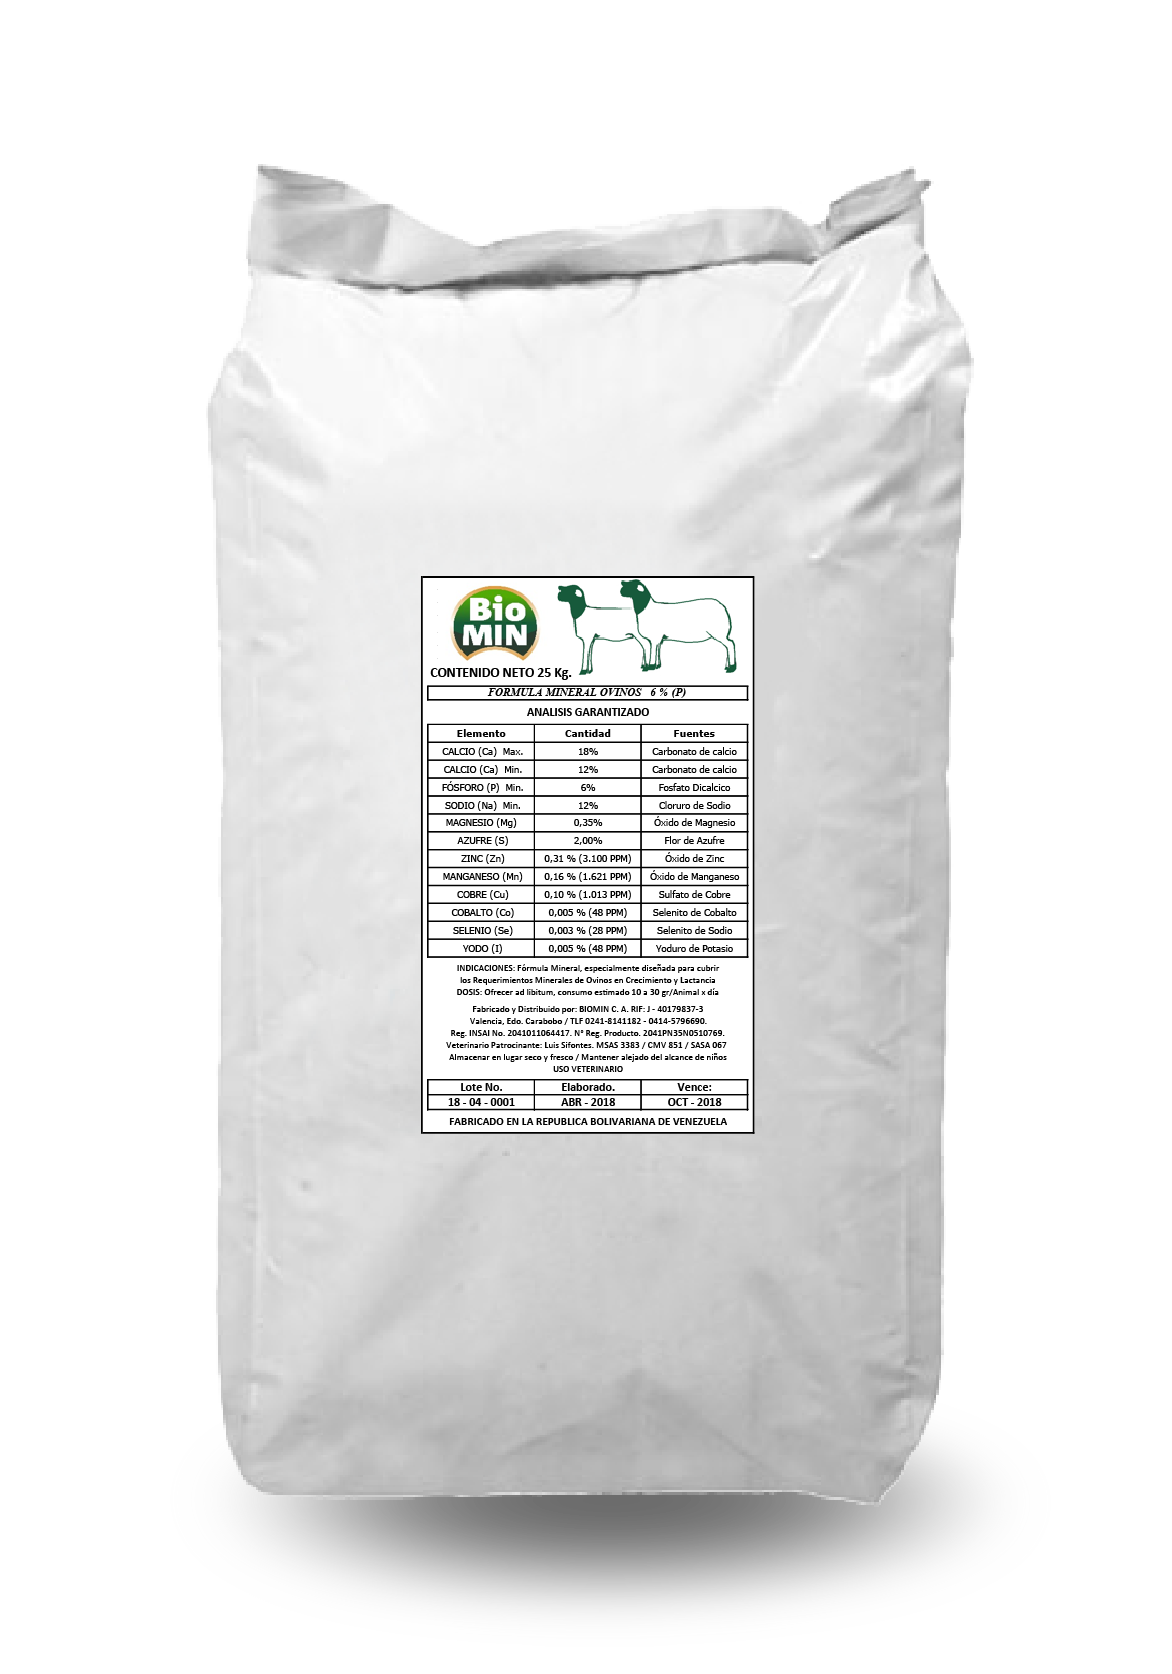 Bio
MIN
CONTENIDO NETO 25 Kg.
FORMULA MINERAL OVINOS 6 % (P)
ANALISIS GARANTIZADO
Elemento Cantidad Fuentes
CALCIO (Ca) Max. 18% Carbonato de calcio
CALCIO (Ca) Min. 12% Carbonato de calcio
FÓSFORO (P) Min. 6% Fosfato Dicalcico
SODIO (Na) Min. 12% Cloruro de Sodio
MAGNESIO (Mg) 0,35% Óxido de Magnesio
AZUFRE (S) 2,00% Flor de Azufre
ZINC (Zn) 0,31 % (3.100 PPM) Óxido de Zinc
MANGANESO (Mn) 0,16 % (1.621 PPM) Óxido de Manganeso
COBRE (Cu) 0,10 % (1.013 PPM) Sulfato de Cobre
COBALTO (Co) 0,005 % (48 PPM) Selenito de Cobalto
SELENIO (Se) 0,003 % (28 PPM) Selenito de Sodio
YODO (I) 0,005 % (48 PPM) Yoduro de Potasio
INDICACIONES: Fórmula Mineral, especialmente diseñada para cubrir
los Requerimientos Minerales de Ovinos en Crecimiento y Lactancia
DOSIS: Ofrecer ad libitum, consumo estimado 10 a 30 gr/Animal x día
Fabricado y Distribuido por: BIOMIN C. A. RIF: J - 40179837-3
Valencia, Edo. Carabobo / TLF 0241-8141182 - 0414-5796690.
Reg. INSAI No. 2041011064417. N° Reg. Producto. 2041PN35N0510769.
Veterinario Patrocinante: Luis Sifontes. MSAS 3383 / CMV 851 / SASA 067
Almacenar en lugar seco y fresco / Mantener alejado del alcance de niños
USO VETERINARIO
Lote No. Elaborado. Vence:
18 - 04 - 0001 ABR - 2018 OCT - 2018
FABRICADO EN LA REPUBLICA BOLIVARIANA DE VENEZUELA